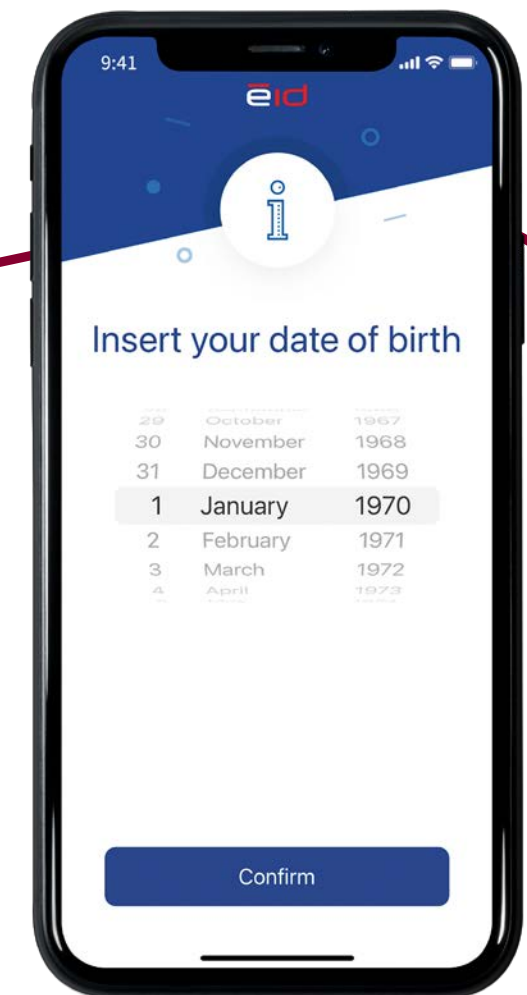 9:41
ēıd
Insert your date of birth
29 October 1967
30 November 1968
31 December 1969
1 January 1970
2 February 1971
3 March 1972
4 April 1973
Confirm